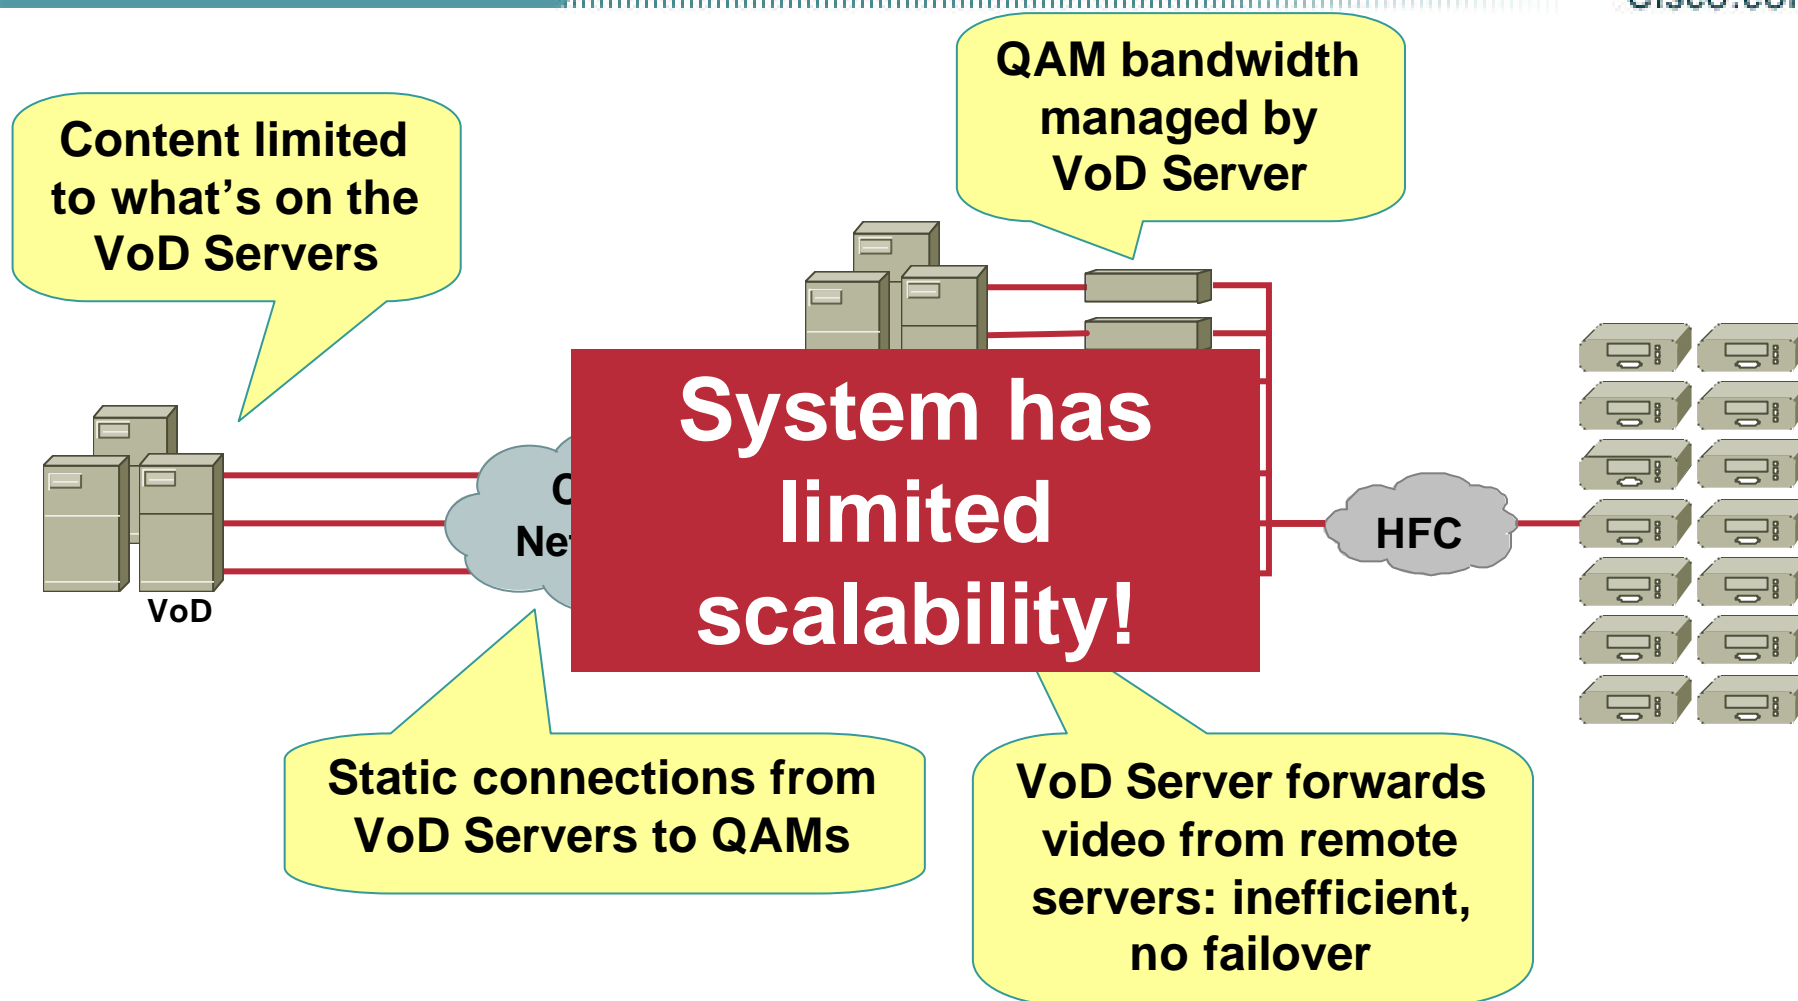 QAM bandwidth
managed by
VoD Server
Content limited
to what's on the
VoD Servers
System has
limited
scalability!
HFC
VoD
Static connections from
VoD Servers to QAMs
VoD Server forwards
video from remote
servers: inefficient,
no failover